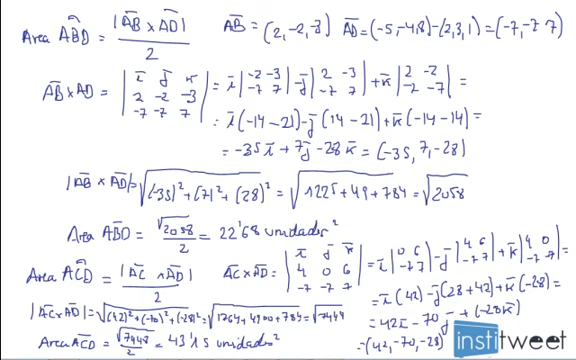 Area ABD = |AB x AD| / 2   AB = (2, -2, -3)   AD = (-5, -4, 8) - (2, 3, 1) = (-7, -7 7)
AB x AD = | i j k | 2 -2 -3 | -7 -7 7 | = i | -2 -3 | -7 7 | - j | 2 -3 | -7 7 | + k | 2 -2 | -2 -7 | =
= i (-14 - 21) - j (14 - 21) + k (-14 - 14) =
= -35 i + 7 j - 28 k = (-35, 7, -28)
|AB x AD| = √(-35)² + (7)² + (28)² = √1225 + 49 + 784 = √2058
Area ABD = √2058 / 2 = 22'68 unidades²
Area ACD = |AC x AD| / 2   AC x AD = | i j k | 4 0 6 | -7 -7 7 | = i | 0 6 | -7 7 | - j | 4 6 | -7 7 | + k | 4 0 | -7 -7 | =
= i (42) - j (28 + 42) + k (-28) =
|AC x AD| = √(42)² + (-70)² + (-28)² = √1764 + 4900 + 784 = √7448
= 42i - 70 j + (-28k)
Area ACD = √7448 / 2 = 43'15 unidades²
= (42, -70, -28)
institweet